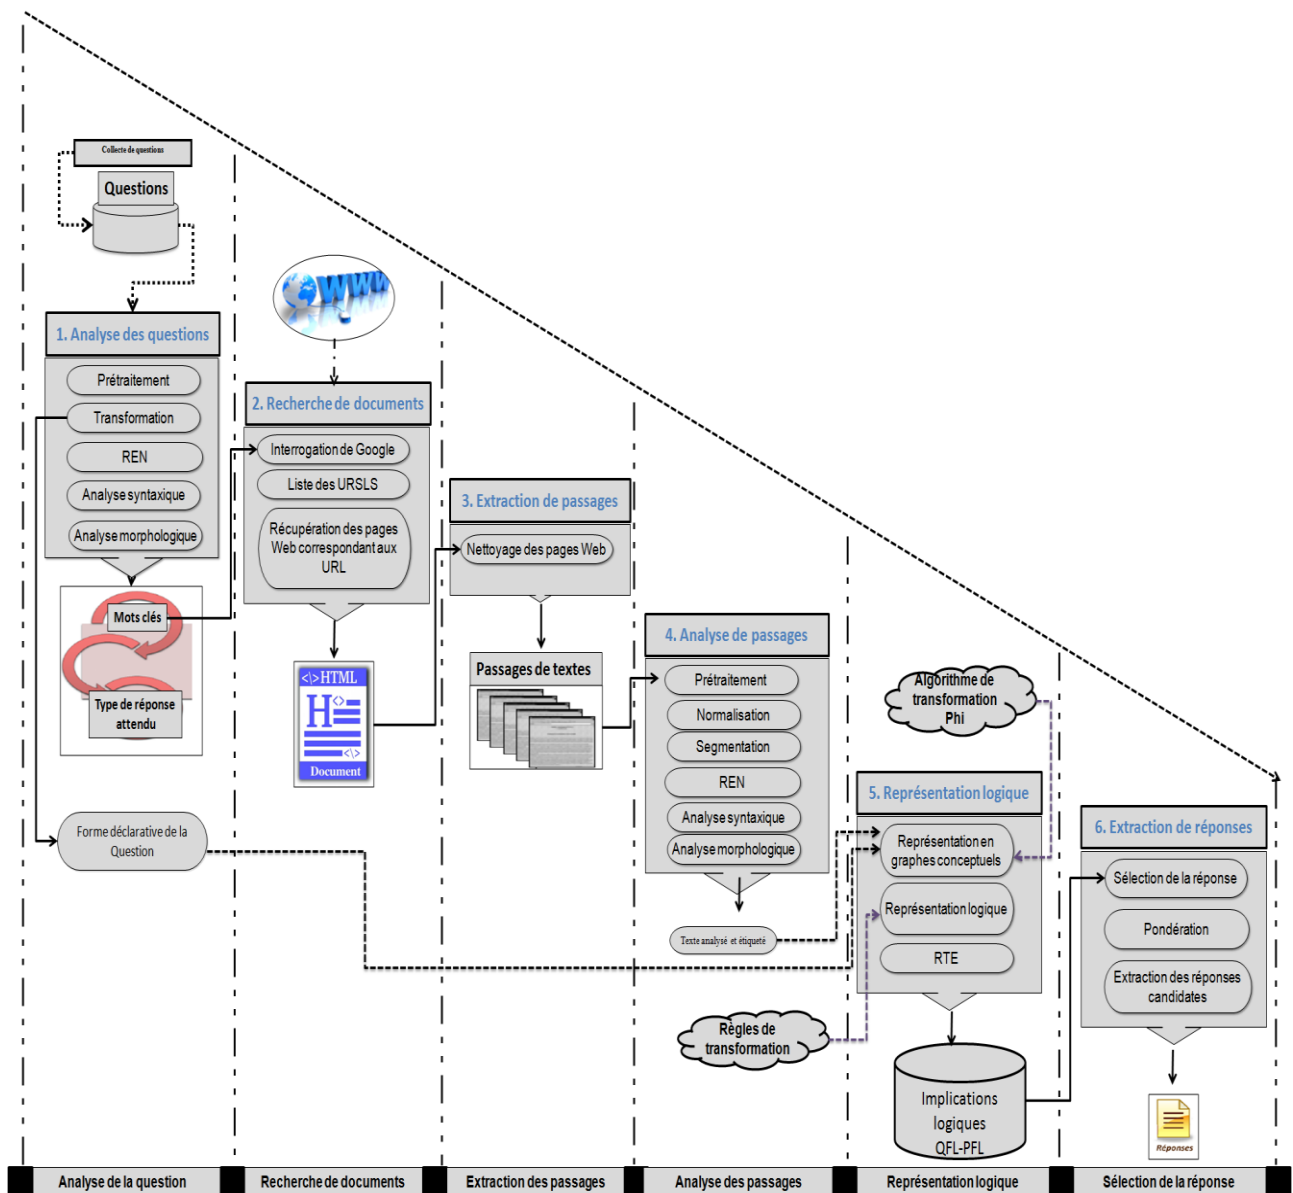 Collecte de questions
Questions
1. Analyse des questions
Prétraitement
Transformation
REN
Analyse syntaxique
Analyse morphologique
Mots clés
Type de réponse
attendu
Forme déclarative de la
Question
WWW
2. Recherche de documents
Interrogation de Google
Liste des URSLS
Récupération des pages
Web correspondant aux
URL
<\>HTML
H<>
<\>
Document
3. Extraction de passages
Nettoyage des pages Web
Passages de textes
4. Analyse de passages
Prétraitement
Normalisation
Segmentation
REN
Analyse syntaxique
Analyse morphologique
Texte analysé et étiqueté
Règles de
transformation
Algorithme de
transformation
Phi
5. Représentation logique
Représentation en
graphes conceptuels
Représentation logique
RTE
Implications
logiques
QFL-PFL
6. Extraction de réponses
Sélection de la réponse
Pondération
Extraction des réponses
candidates
Réponses
Analyse de la question
Recherche de documents
Extraction des passages
Analyse des passages
Représentation logique
Sélection de la réponse